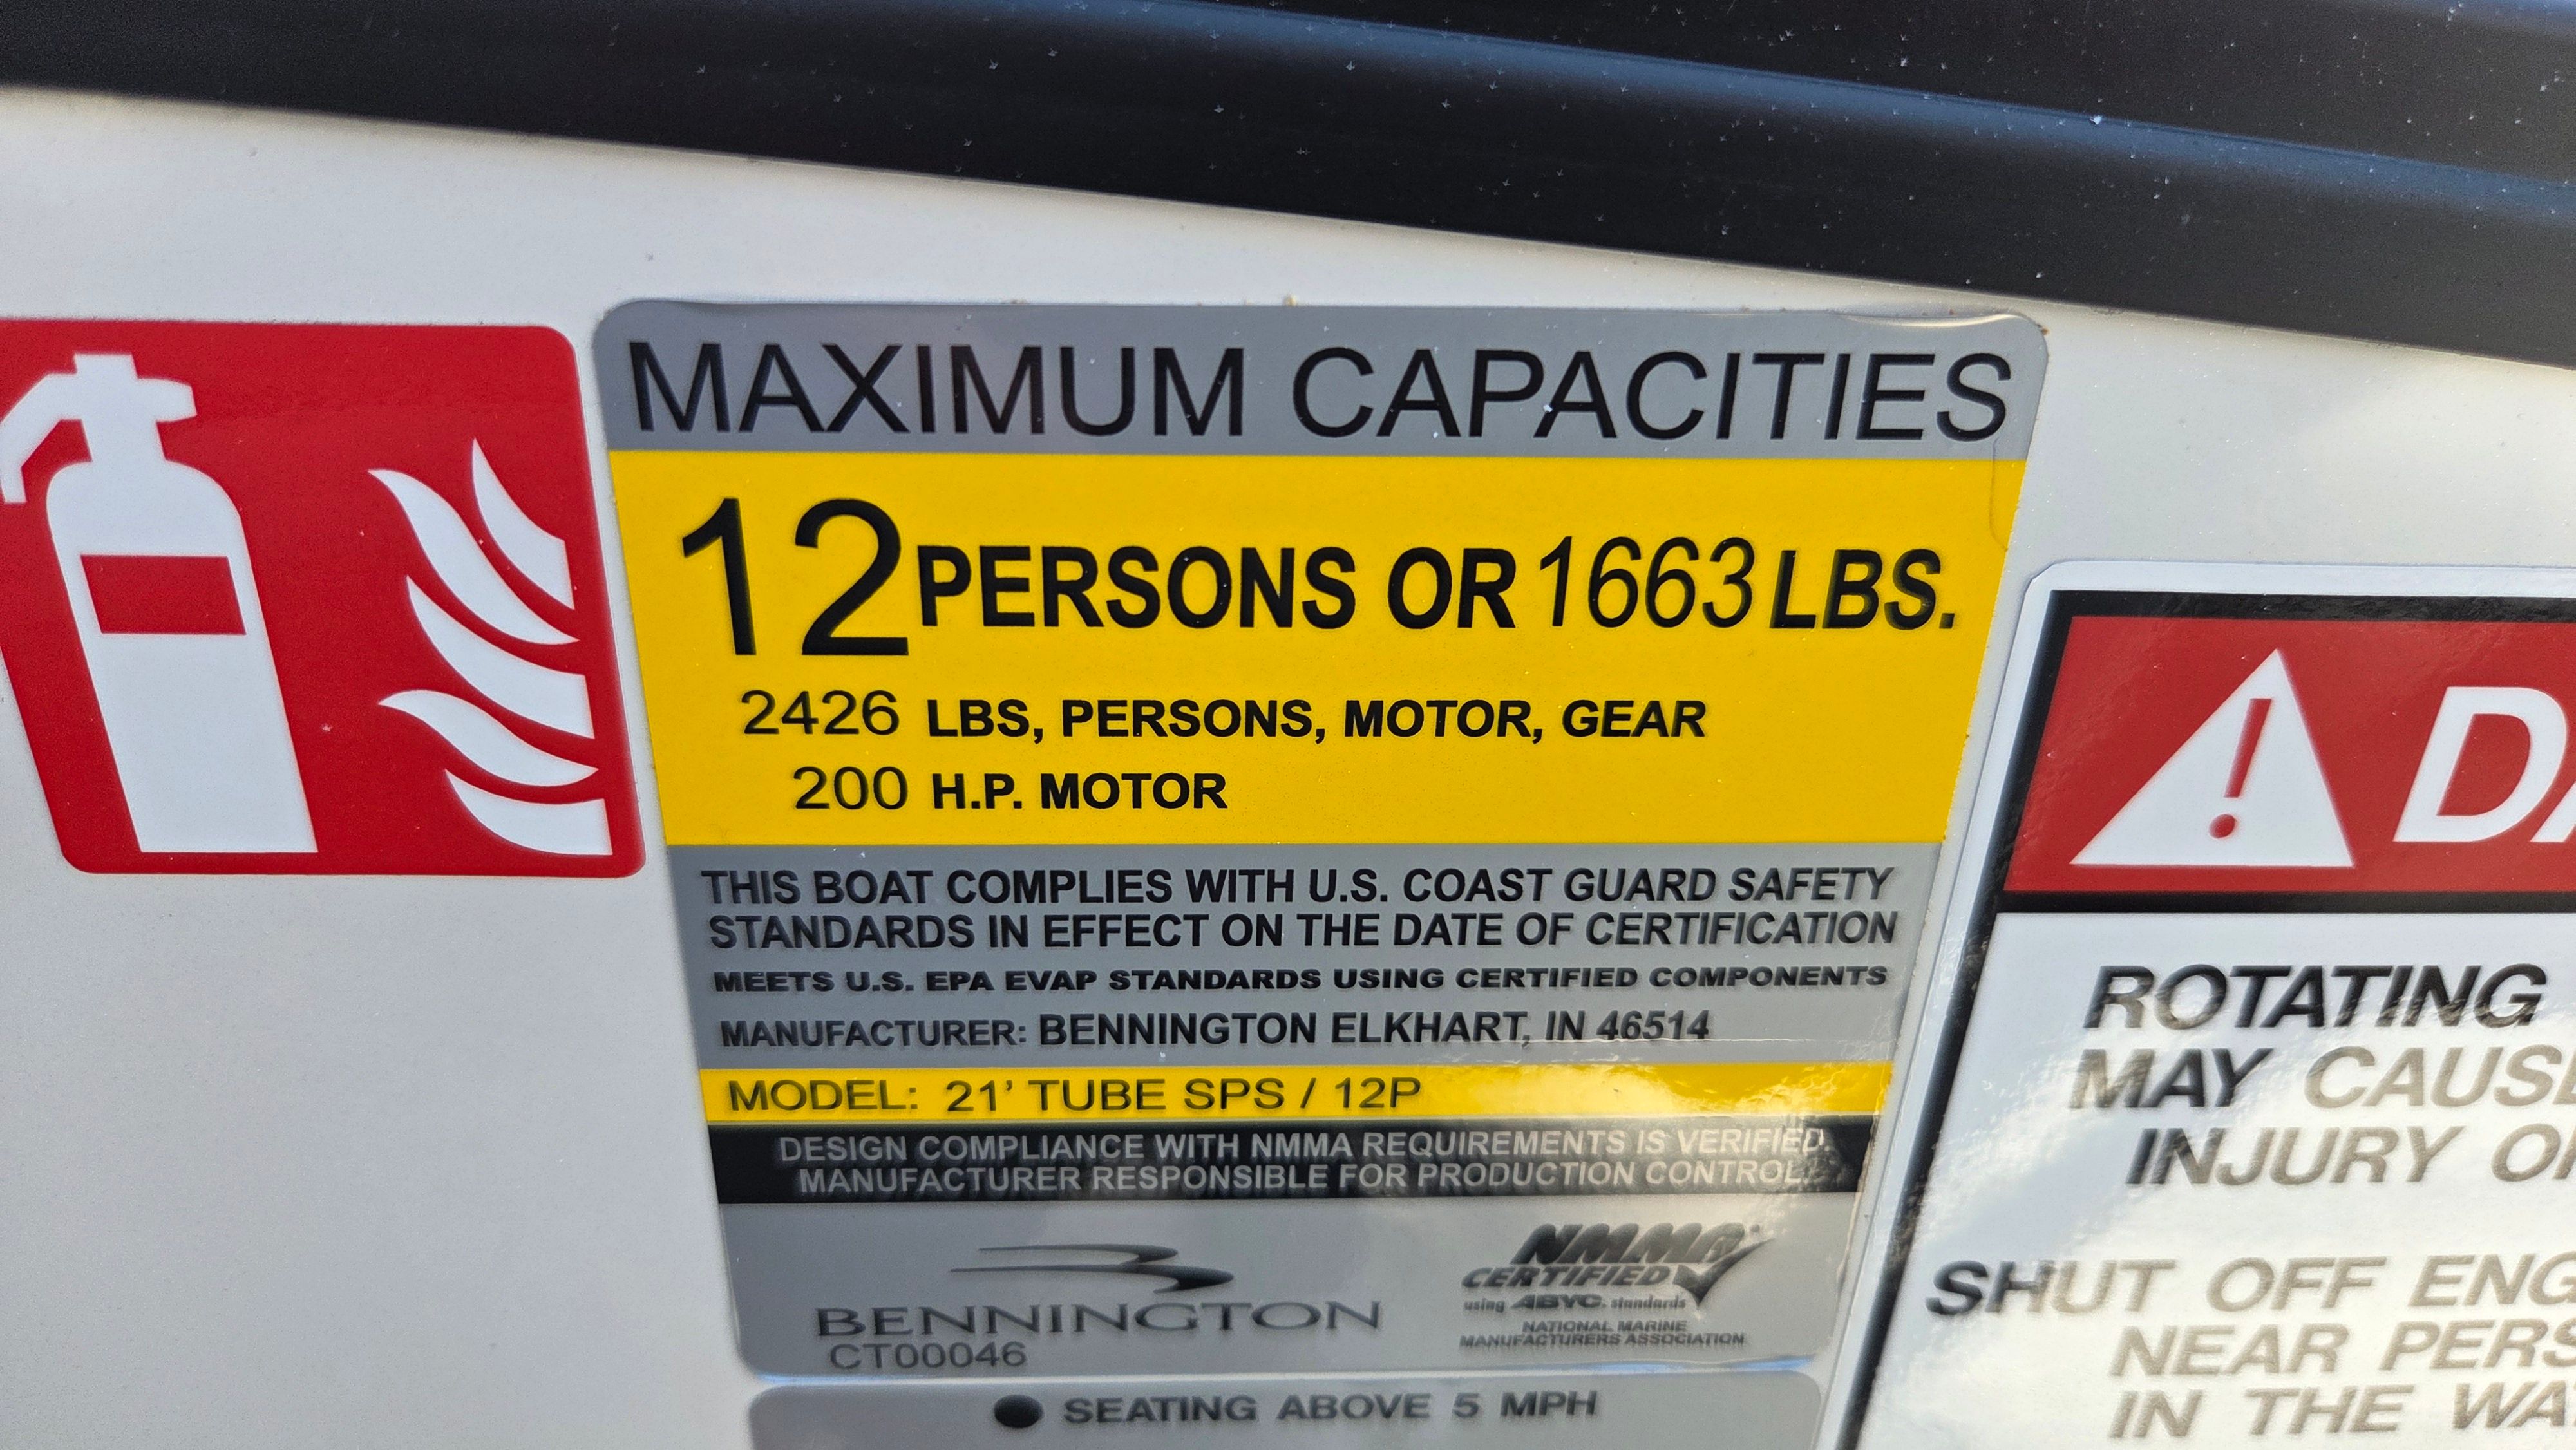 MAXIMUM CAPACITIES
12 PERSONS OR 1663 LBS.
2426 LBS, PERSONS, MOTOR, GEAR
200 H.P. MOTOR
THIS BOAT COMPLIES WITH U.S. COAST GUARD SAFETY
STANDARDS IN EFFECT ON THE DATE OF CERTIFICATION
MEETS U.S. EPA EVAP STANDARDS USING CERTIFIED COMPONENTS
MANUFACTURER: BENNINGTON ELKHART, IN 46514
MODEL: 21' TUBE SPS / 12P
DESIGN COMPLIANCE WITH NMMA REQUIREMENTS IS VERIFIED.
MANUFACTURER RESPONSIBLE FOR PRODUCTION CONTROL.
BENNINGTON
CT00046
NMMA
CERTIFIED
using ABYC. standards
NATIONAL MARINE
MANUFACTURERS ASSOCIATION
SEATING ABOVE 5 MPH
ROTATING
MAY
INJURY
SHUT OFF
NEAR
IN THE